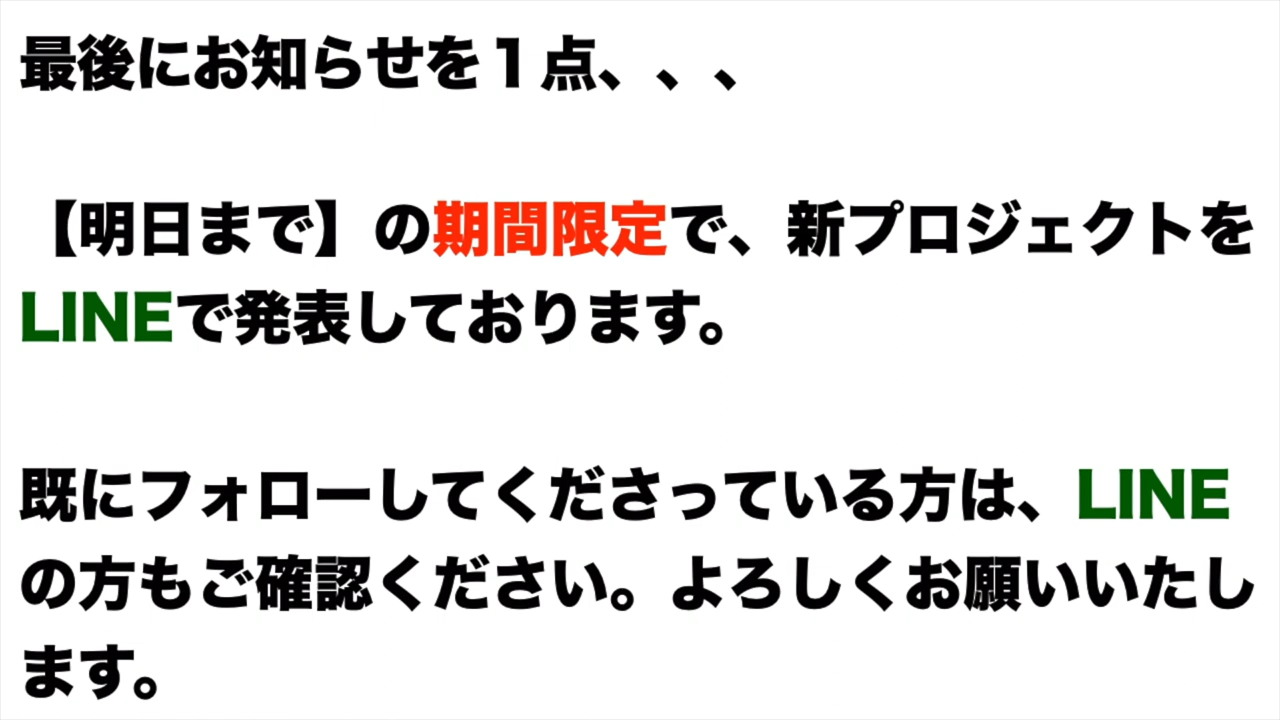 最後にお知らせを１点、、、
【明日まで】の期間限定で、新プロジェクトを
LINEで発表しております。
既にフォローしてくださっている方は、LINE
の方もご確認ください。よろしくお願いいたし
ます。